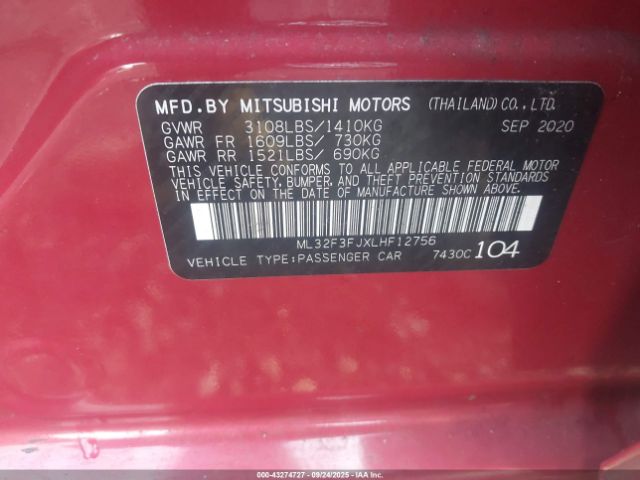 MFD.BY MITSUBISHI MOTORS (THAILAND)CO.,LTD.
GVWR 3108LBS/1410KG SEP 2020
GAWR FR 1609LBS/ 730KG
GAWR RR 1521LBS/ 690KG
THIS VEHICLE CONFORMS TO ALL APPLICABLE FEDERAL MOTOR
VEHICLE SAFETY, BUMPER, AND THEFT PREVENTION STANDARDS
IN EFFECT ON THE DATE OF MANUFACTURE SHOWN ABOVE.
ML32F3FJXLHF12756
VEHICLE TYPE:PASSENGER CAR 7430C 104
000-43274727 - 09/24/2025 - IAAI.COM